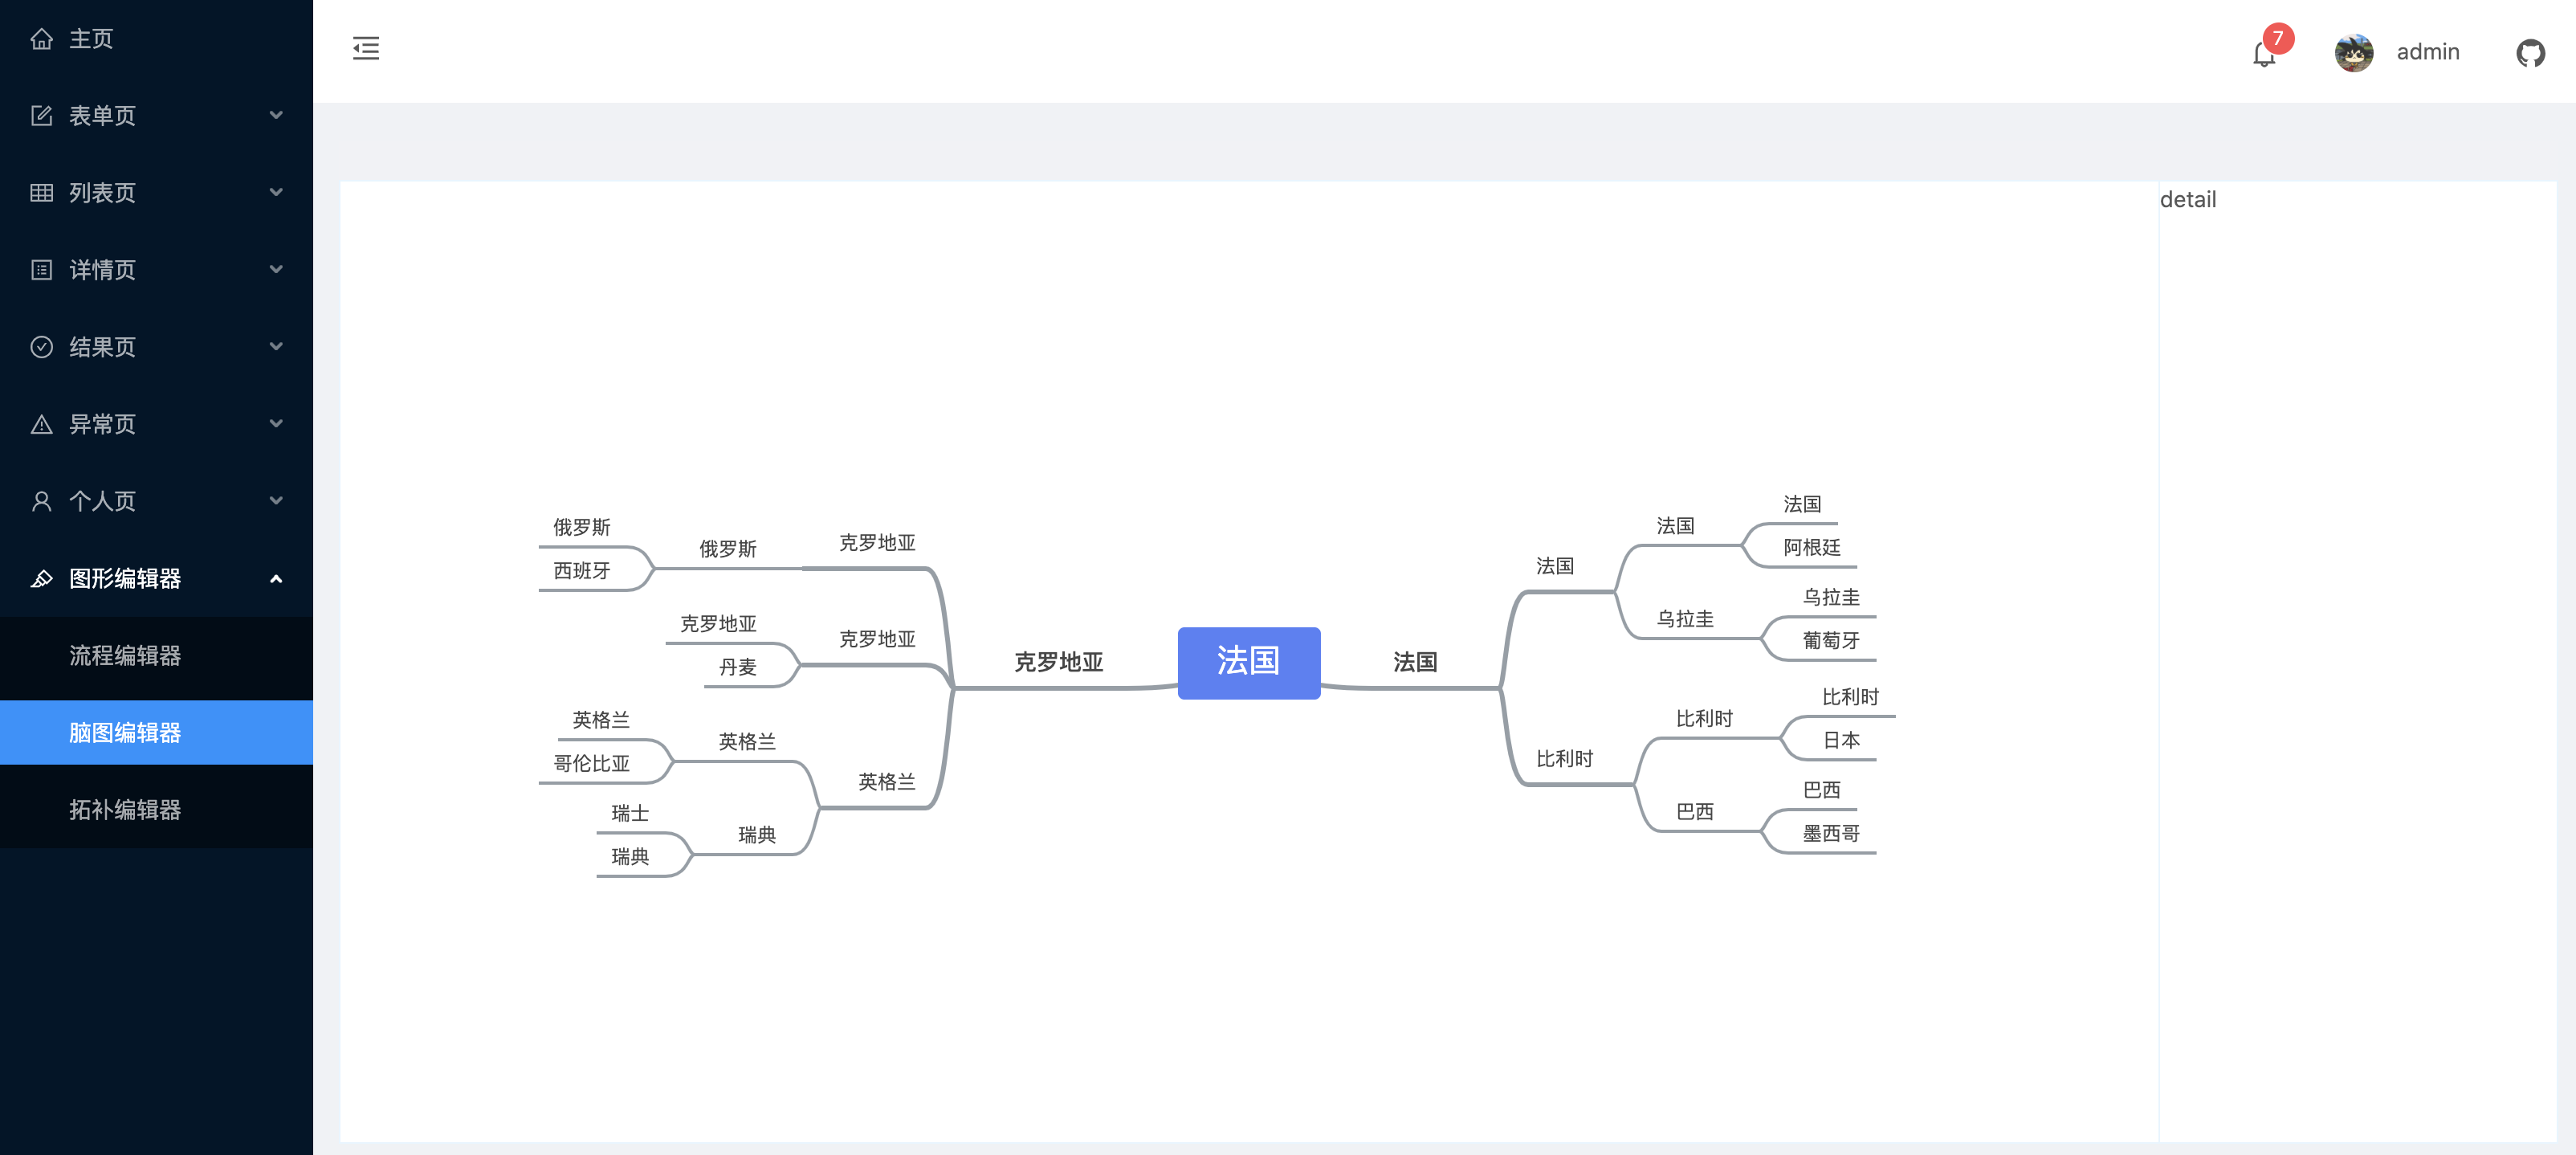 主页
表单页
列表页
详情页
结果页
异常页
个人页
图形编辑器
流程编辑器
脑图编辑器
拓补编辑器
7
admin
detail
俄罗斯
西班牙
俄罗斯
克罗地亚
克罗地亚
丹麦
克罗地亚
英格兰
哥伦比亚
英格兰
瑞士
瑞典
瑞典
英格兰
克罗地亚
法国
法国
法国
法国
法国
阿根廷
乌拉圭
乌拉圭
葡萄牙
比利时
比利时
比利时
日本
巴西
巴西
墨西哥